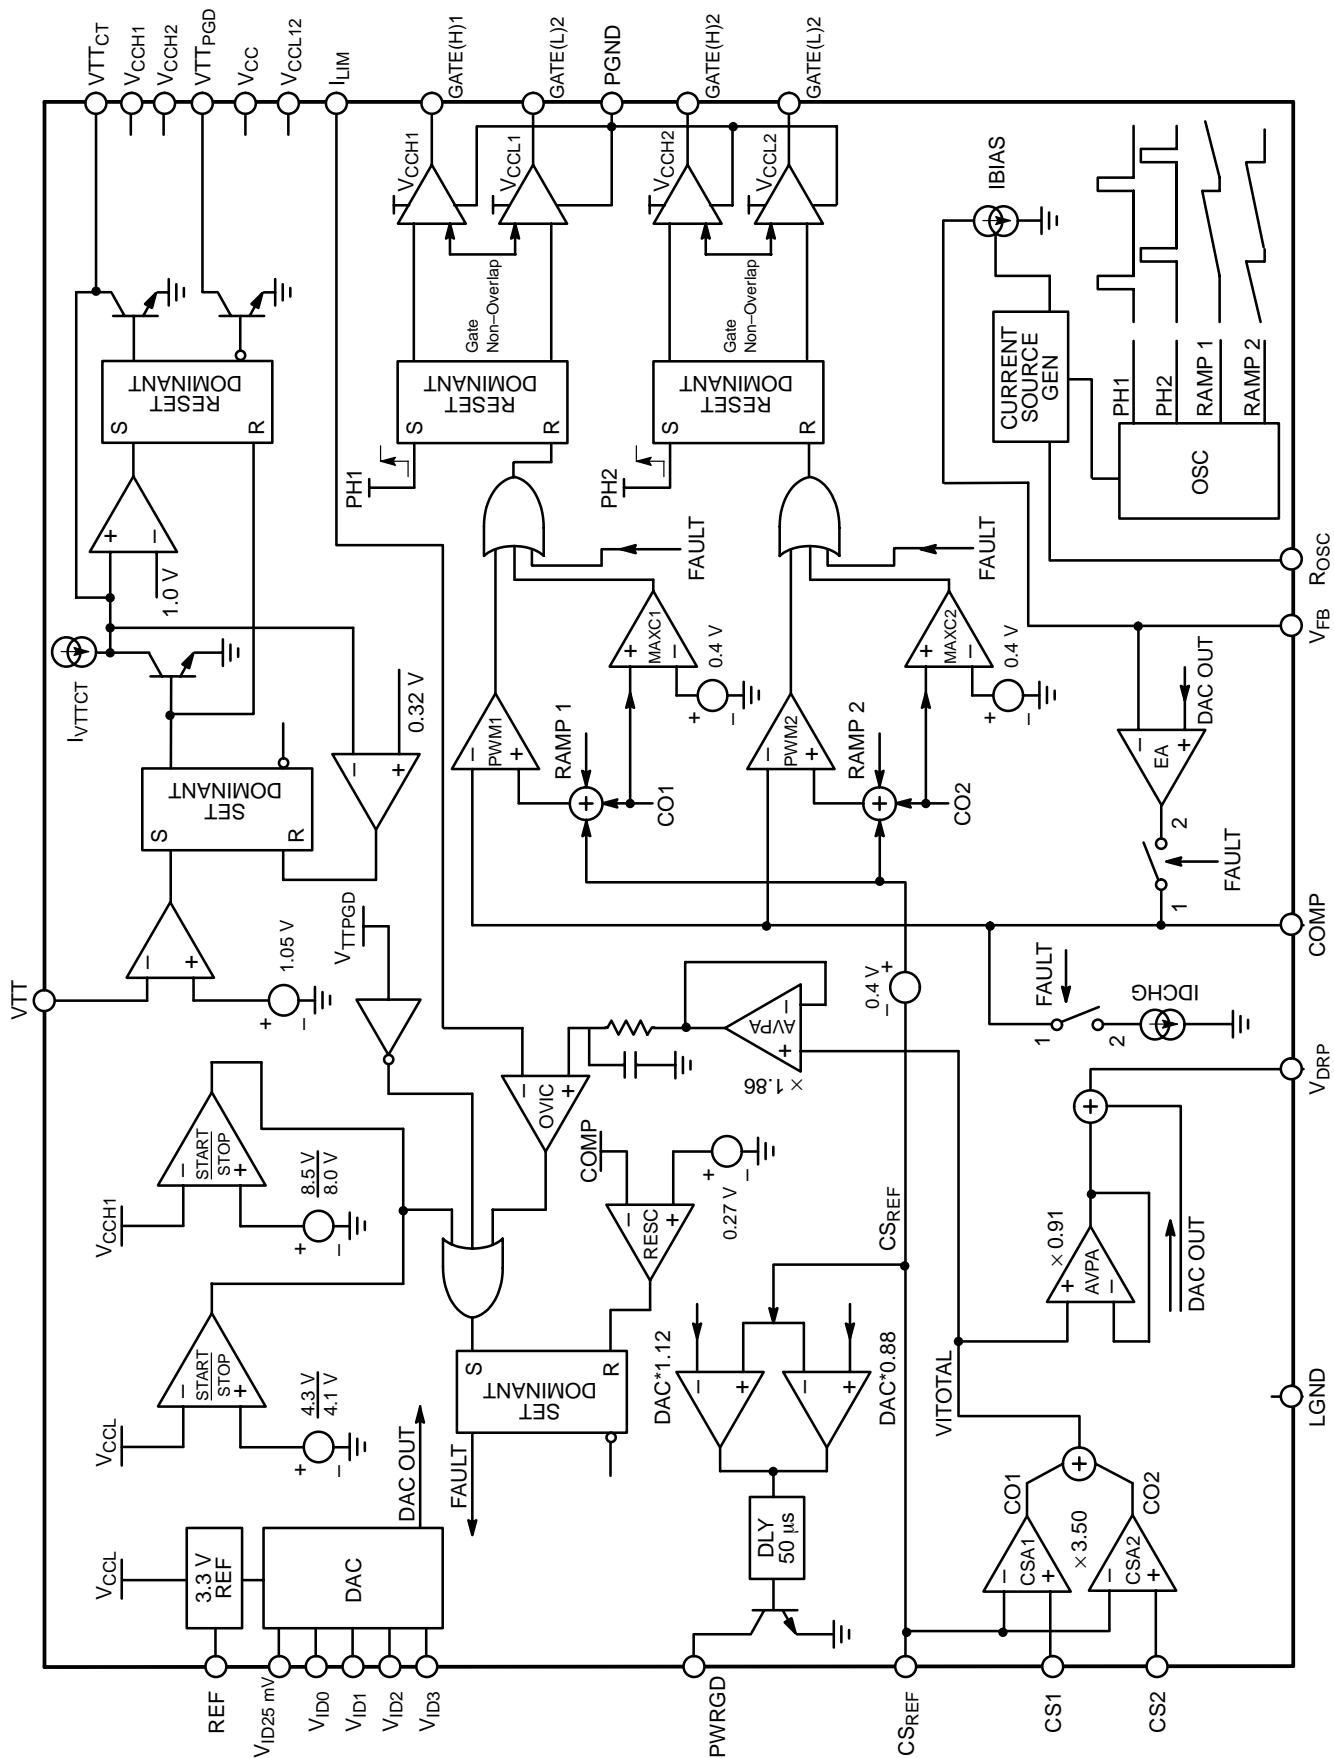 VTT
VTTCT
VCCH1
VCCH2
VTTPGD
VCC
VCCL12
ILIM
GATE(H)1
GATE(L)2
PGND
GATE(H)2
GATE(L)2
IVTTCT
+
−
1.0 V
S
R
RESET
DOMINANT
−
+
1.05 V
+
−
S
R
SET
DOMINANT
−
+
0.32 V
VCCH1
−
+
START
STOP
8.5 V
8.0 V
+
−
VTTPGD
VCCL
−
+
START
STOP
4.3 V
4.1 V
+
−
VCCL
3.3 V
REF
DAC
DAC OUT
REF
VID25 mV
VID0
VID1
VID2
VID3
FAULT
S
R
SET
DOMINANT
−
+
OVIC
COMP
−
+
RESC
0.27 V
+
−
−
+
AVPA
× 1.86
PH1
S
R
RESET
DOMINANT
Gate
Non–Overlap
VCCH1
VCCL1
FAULT
−
+
PWM1
RAMP 1
+
CO1
+
−
MAXC1
0.4 V
+
−
PH2
S
R
RESET
DOMINANT
Gate
Non–Overlap
VCCH2
VCCL2
FAULT
−
+
PWM2
RAMP 2
+
CO2
+
−
MAXC2
0.4 V
+
−
DAC*1.12
−
+
−
+
DAC*0.88
DLY
50 µs
PWRGD
CSREF
0.4 V
+
−
CSREF
VITOTAL
CS1
CS2
−
+
CSA1
CO1
× 3.50
−
+
CSA2
CO2
+
+
−
AVPA
× 0.91
DAC OUT
+
LGND
VDRP
FAULT
1
2
IDCHG
COMP
1
2
FAULT
−
+
EA
DAC OUT
VFB
ROSC
IBIAS
CURRENT
SOURCE
GEN
OSC
PH1
PH2
RAMP 1
RAMP 2